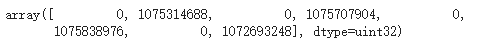 array([         0, 1075314688,          0, 1075707904,          0,
       1075838976,          0, 1072693248], dtype=uint32)